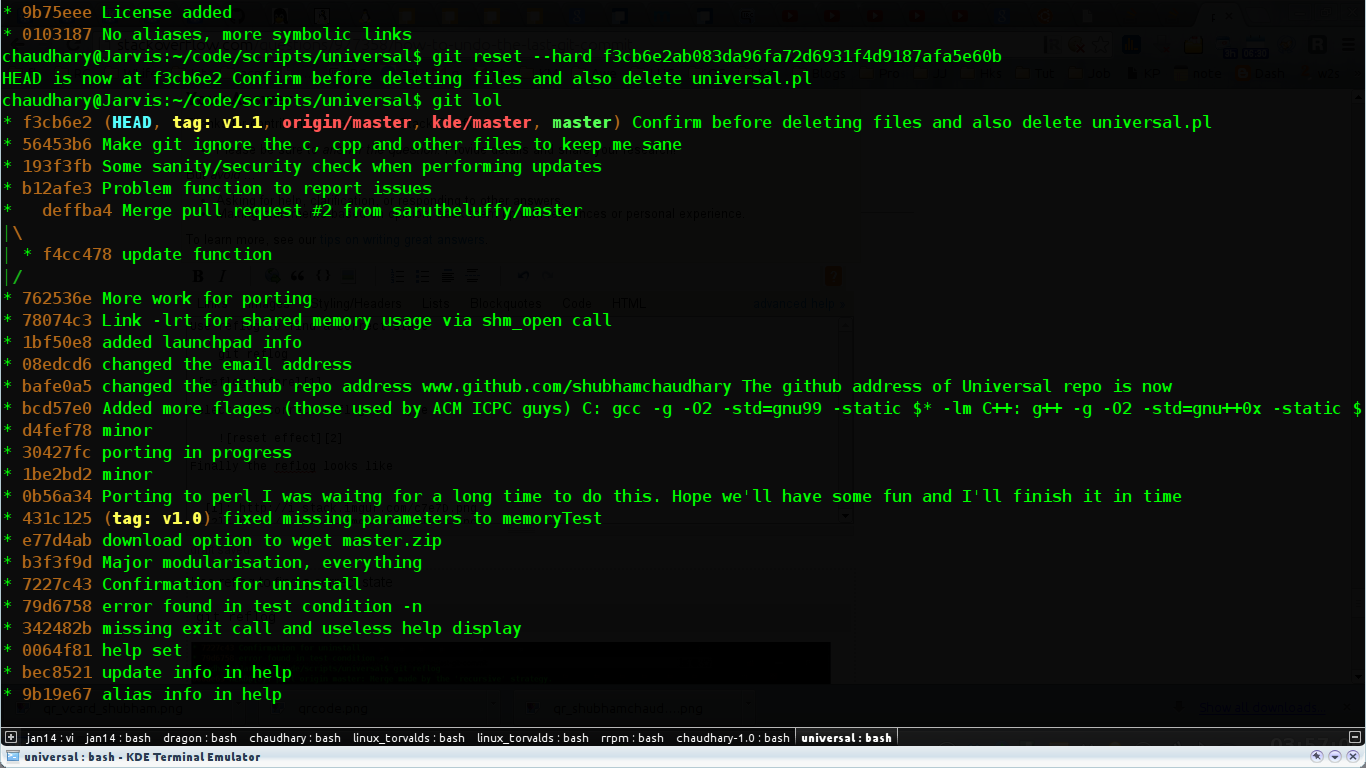 * 9b75eee License added
* 0103187 No aliases, more symbolic links
chaudhary@Jarvis:~/code/scripts/universal$ git reset --hard f3cb6e2ab083da96fa72d6931f4d9187afa5e60b
HEAD is now at f3cb6e2 Confirm before deleting files and also delete universal.pl
chaudhary@Jarvis:~/code/scripts/universal$ git lol
* f3cb6e2 (HEAD, tag: v1.1, origin/master, kde/master, master) Confirm before deleting files and also delete universal.pl
* 56453b6 Make git ignore the c, cpp and other files to keep me sane
* 193f3fb Some sanity/security check when performing updates
* b12afe3 Problem function to report issues
*   deffba4 Merge pull request #2 from sarutheluffy/master
|\
| * f4cc478 update function
|/
* 762536e More work for porting
* 78074c3 Link -lrt for shared memory usage via shm_open call
* 1bf50e8 added launchpad info
* 08edcd6 changed the email address
* bafe0a5 changed the github repo address www.github.com/shubhamchaudhary The github address of Universal repo is now
* bcd57e0 Added more flages (those used by ACM ICPC guys) C: gcc -g -O2 -std=gnu99 -static $* -lm C++: g++ -g -O2 -std=gnu++0x -static $
* d4fef78 minor
* 30427fc porting in progress
* 1be2bd2 minor
* 0b56a34 Porting to perl I was waitng for a long time to do this. Hope we'll have some fun and I'll finish it in time
* 431c125 (tag: v1.0) fixed missing parameters to memoryTest
* e77d4ab download option to wget master.zip
* b3f3f9d Major modularisation, everything
* 7227c43 Confirmation for uninstall
* 79d6758 error found in test condition -n
* 342482b missing exit call and useless help display
* 0064f81 help set
* bec8521 update info in help
* 9b19e67 alias info in help
jan14 : vi jan14 : bash dragon : bash chaudhary : bash linux_torvalds : bash linux_torvalds : bash rrpm : bash chaudhary-1.0 : bash universal : bash
universal : bash - KDE Terminal Emulator